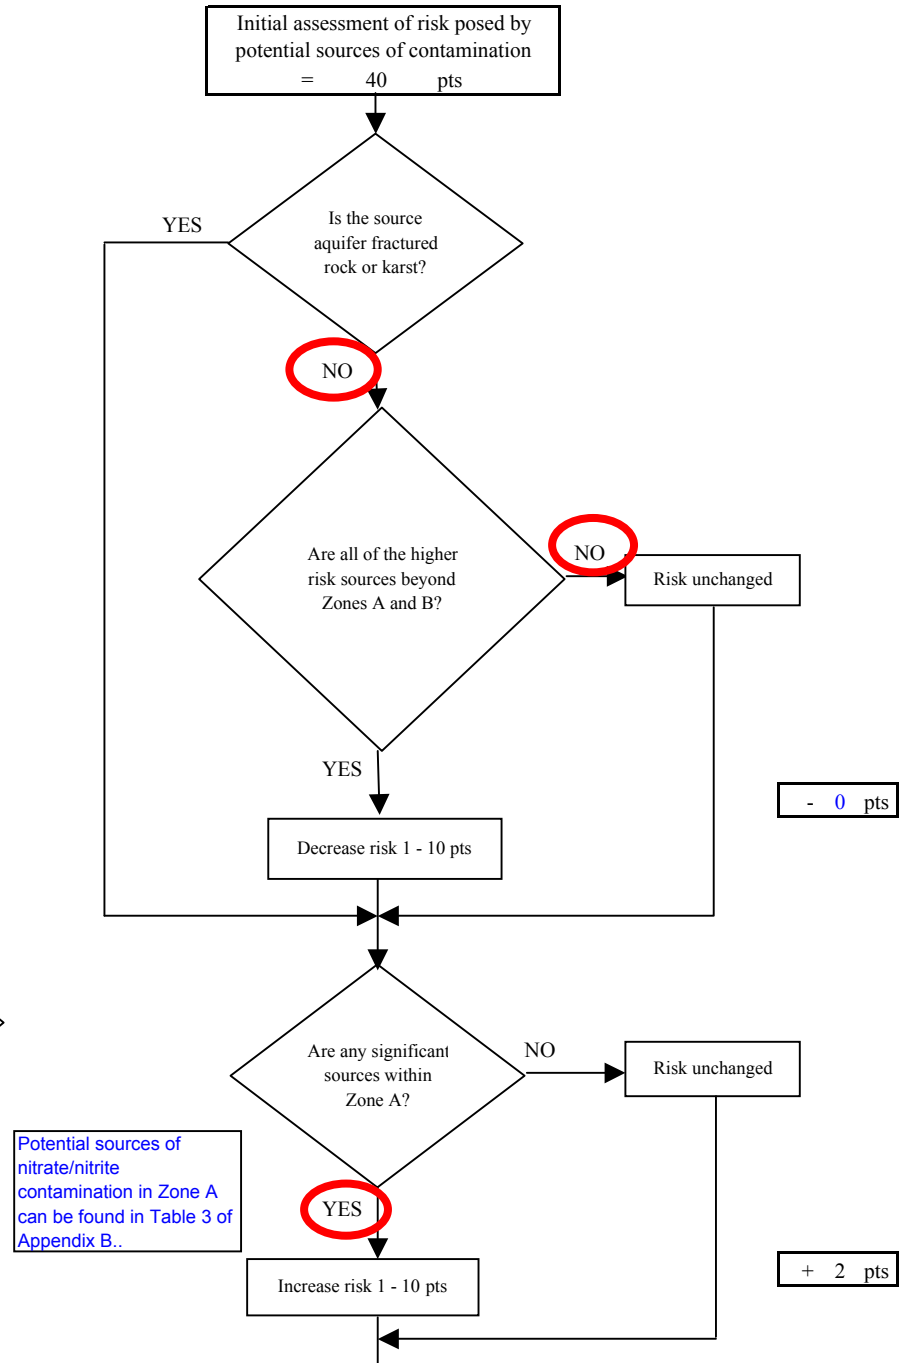 Initial assessment of risk posed by
potential sources of contamination
= 40 pts
YES
Is the source
aquifer fractured
rock or karst?
NO
Are all of the higher
risk sources beyond
Zones A and B?
NO
Risk unchanged
YES
- 0 pts
Decrease risk 1 - 10 pts
Are any significant
sources within
Zone A?
NO
Risk unchanged
Potential sources of
nitrate/nitrite
contamination in Zone A
can be found in Table 3 of
Appendix B..
YES
Increase risk 1 - 10 pts
+ 2 pts